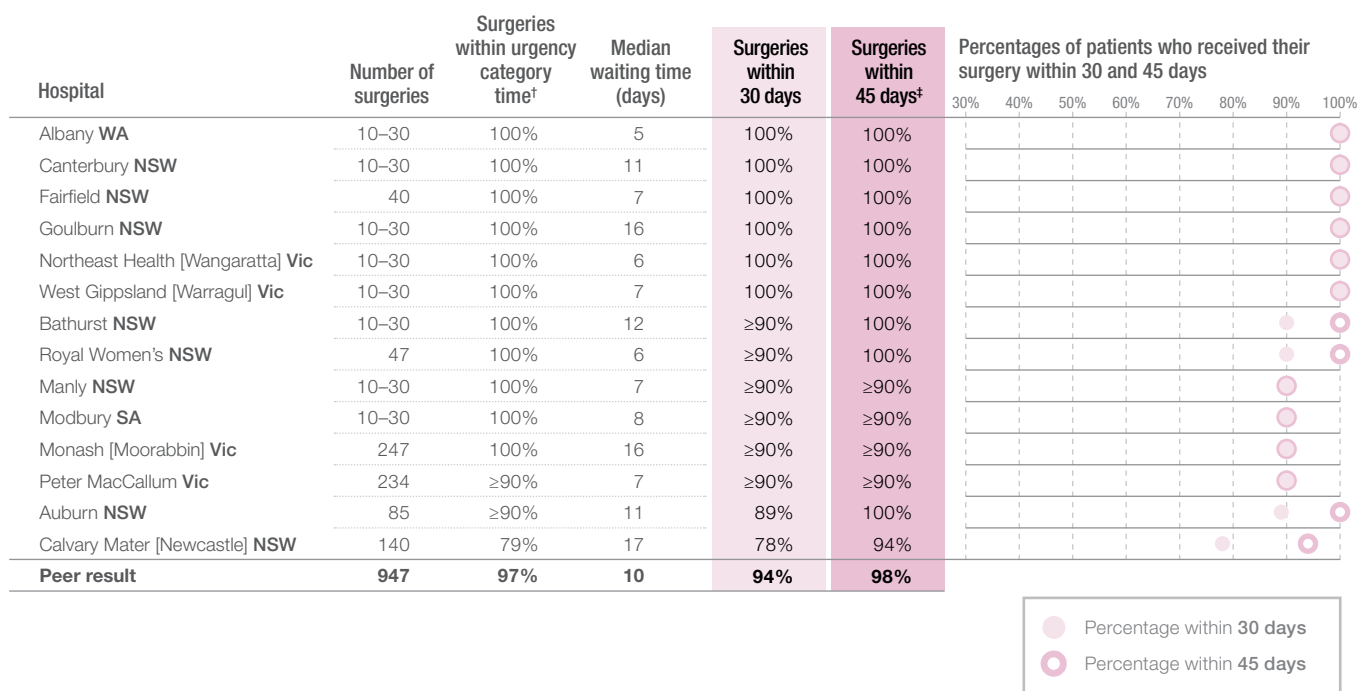 Hospital
Number of
surgeries
Surgeries
within urgency
category
time†
Median
waiting time
(days)
Surgeries
within
30 days
Surgeries
within
45 days‡
Percentages of patients who received their
surgery within 30 and 45 days
30% 40% 50% 60% 70% 80% 90% 100%
Albany WA 10–30 100% 5 100% 100%
Canterbury NSW 10–30 100% 11 100% 100%
Fairfield NSW 40 100% 7 100% 100%
Goulburn NSW 10–30 100% 16 100% 100%
Northeast Health [Wangaratta] Vic 10–30 100% 6 100% 100%
West Gippsland [Warragul] Vic 10–30 100% 7 100% 100%
Bathurst NSW 10–30 100% 12 ≥90% 100%
Royal Women's NSW 47 100% 6 ≥90% 100%
Manly NSW 10–30 100% 7 ≥90% ≥90%
Modbury SA 10–30 100% 8 ≥90% ≥90%
Monash [Moorabbin] Vic 247 100% 16 ≥90% ≥90%
Peter MacCallum Vic 234 ≥90% 7 ≥90% ≥90%
Auburn NSW 85 ≥90% 11 89% 100%
Calvary Mater [Newcastle] NSW 140 79% 17 78% 94%
Peer result 947 97% 10 94% 98%
Percentage within 30 days
Percentage within 45 days